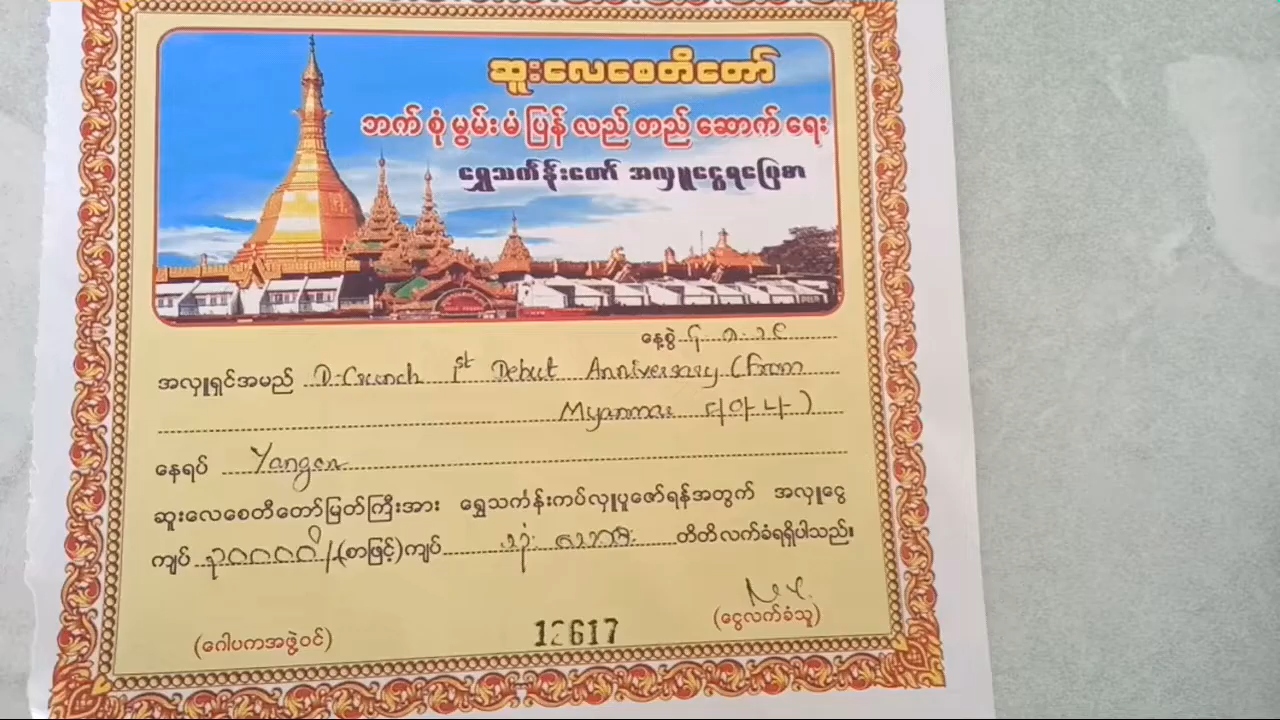 ဆူးလေစေတီတော်
ဘက်စုံမွမ်းမံပြန်လည်တည်ဆောက်ရေး
ရွှေသင်္ကန်းတော် အလှူငွေရပြေစာ
နေ့စွဲ
အလှူရှင်အမည် D-Crunch 1st Debut Anniversary (From
Myanmar 디아나)
နေရပ် Yangon
ဆူးလေစေတီတော်မြတ်ကြီးအား ရွှေသင်္ကန်းကပ်လှူပူဇော်ရန်အတွက် အလှူငွေ
ကျပ် /-(စာဖြင့်)ကျပ် တိတိလက်ခံရရှိပါသည်။
(ဂေါပကအဖွဲ့ဝင်) 12617 (ငွေလက်ခံသူ)